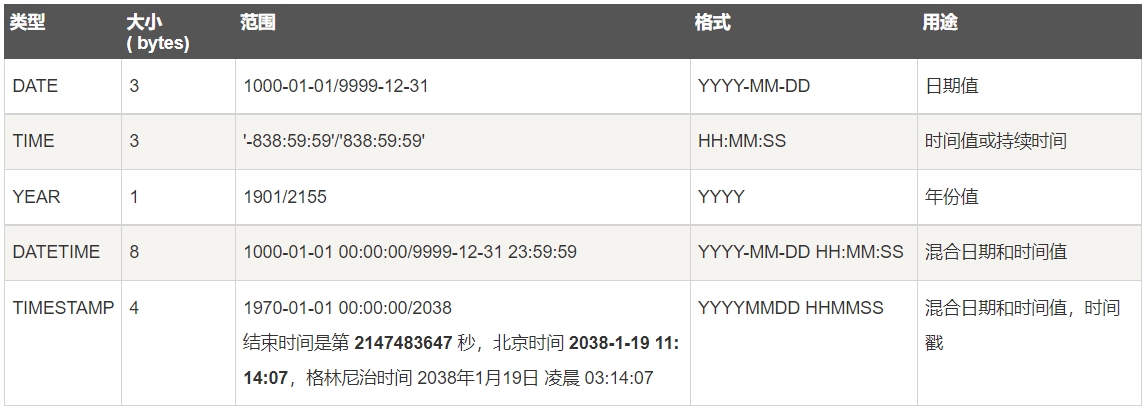 类型 大小 范围 格式 用途
( bytes)
DATE 3 1000-01-01/9999-12-31 YYYY-MM-DD 日期值
TIME 3 '-838:59:59'/'838:59:59' HH:MM:SS 时间值或持续时间
YEAR 1 1901/2155 YYYY 年份值
DATETIME 8 1000-01-01 00:00:00/9999-12-31 23:59:59 YYYY-MM-DD HH:MM:SS 混合日期和时间值
TIMESTAMP 4 1970-01-01 00:00:00/2038 YYYYMMDD HHMMSS 混合日期和时间值，时间
结束时间是第 2147483647 秒，北京时间 2038-1-19 11: 戳
14:07，格林尼治时间 2038年1月19日 凌晨 03:14:07